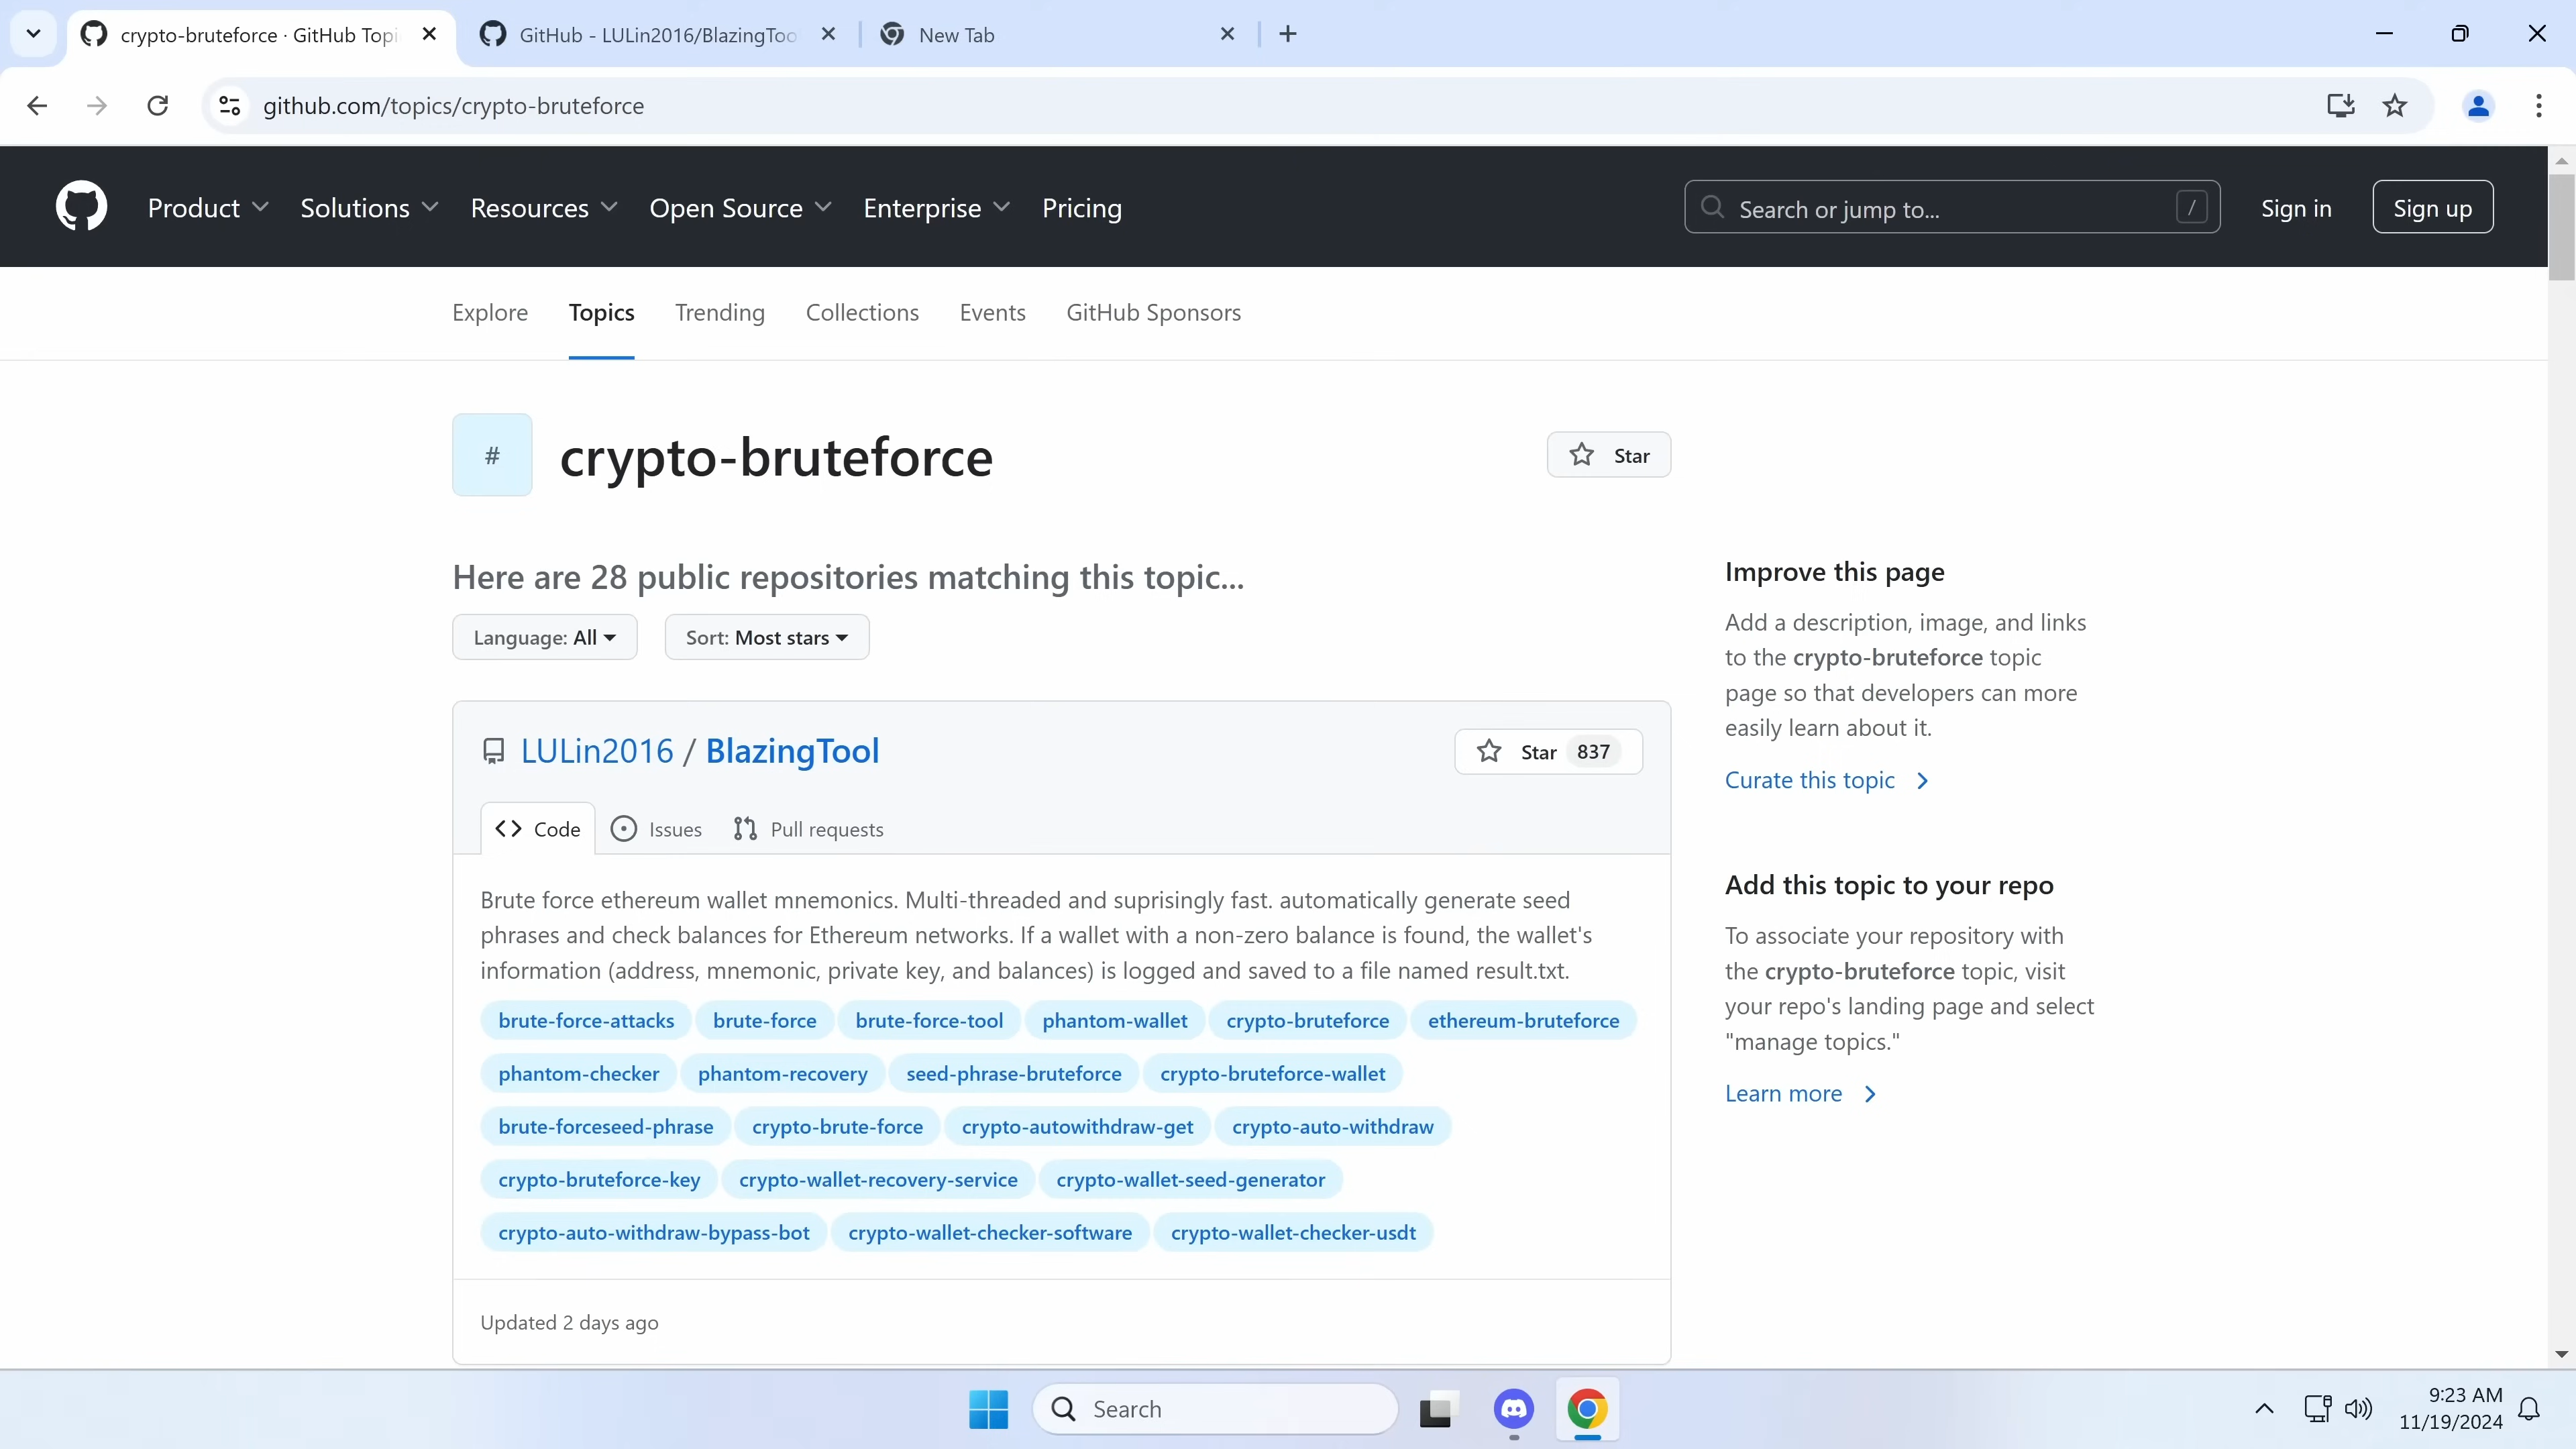 crypto-bruteforce · GitHub Topi
GitHub - LULin2016/BlazingToo
New Tab
github.com/topics/crypto-bruteforce
Product Solutions Resources Open Source Enterprise Pricing
Search or jump to... /
Sign in
Sign up
Explore Topics Trending Collections Events GitHub Sponsors
# crypto-bruteforce
Star
Here are 28 public repositories matching this topic...
Language: All Sort: Most stars
LULin2016 / BlazingTool
Star 837
Code Issues Pull requests
Brute force ethereum wallet mnemonics. Multi-threaded and suprisingly fast. automatically generate seed
phrases and check balances for Ethereum networks. If a wallet with a non-zero balance is found, the wallet's
information (address, mnemonic, private key, and balances) is logged and saved to a file named result.txt.
brute-force-attacks brute-force brute-force-tool phantom-wallet crypto-bruteforce ethereum-bruteforce
phantom-checker phantom-recovery seed-phrase-bruteforce crypto-bruteforce-wallet
brute-forceseed-phrase crypto-brute-force crypto-autowithdraw-get crypto-auto-withdraw
crypto-bruteforce-key crypto-wallet-recovery-service crypto-wallet-seed-generator
crypto-auto-withdraw-bypass-bot crypto-wallet-checker-software crypto-wallet-checker-usdt
Updated 2 days ago
Improve this page
Add a description, image, and links
to the crypto-bruteforce topic
page so that developers can more
easily learn about it.
Curate this topic
Add this topic to your repo
To associate your repository with
the crypto-bruteforce topic, visit
your repo's landing page and select
"manage topics."
Learn more
Search
9:23 AM
11/19/2024